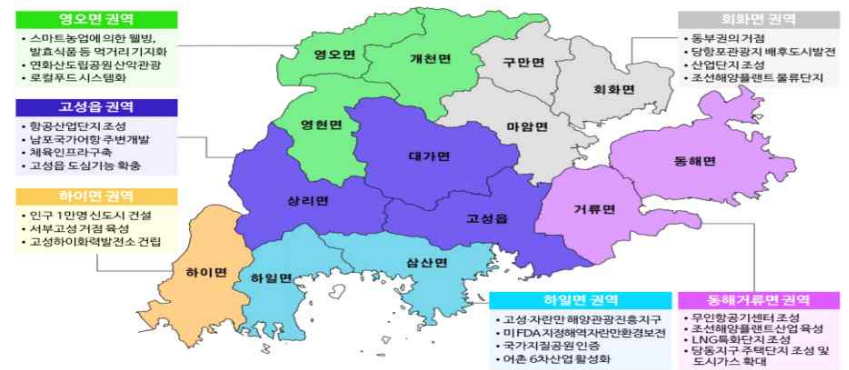 영오면 권역
• 스마트농업에 의한 웰빙,
발효식품 등 먹거리 기지화
• 연화산도립공원 산악관광
• 로컬푸드 시스템화
고성읍 권역
• 항공산업단지 조성
• 남포국가어항 주변개발
• 체육인프라구축
• 고성읍 도심기능 확충
하이면 권역
• 인구 1만명 신도시 건설
• 서부고성 거점 육성
• 고성하이화력발전소 건립
회화면 권역
• 동부권의 거점
• 당항포관광지 배후도시발전
• 산업단지 조성
• 조선해양플랜트 물류단지
영오면
개천면
구만면
회화면
영현면
대가면
마암면
동해면
상리면
고성읍
거류면
하이면
하일면
삼산면
하일면 권역
• 고성·자란만 해양관광진흥지구
• 미 FDA 지정해역자란만환경보전
• 국가지질공원 인증
• 어촌 6차산업 활성화
동해거류면 권역
• 무인항공기센터 조성
• 조선해양플랜트산업 육성
• LNG특화단지 조성
• 당동지구 주택단지 조성 및
도시가스 확대